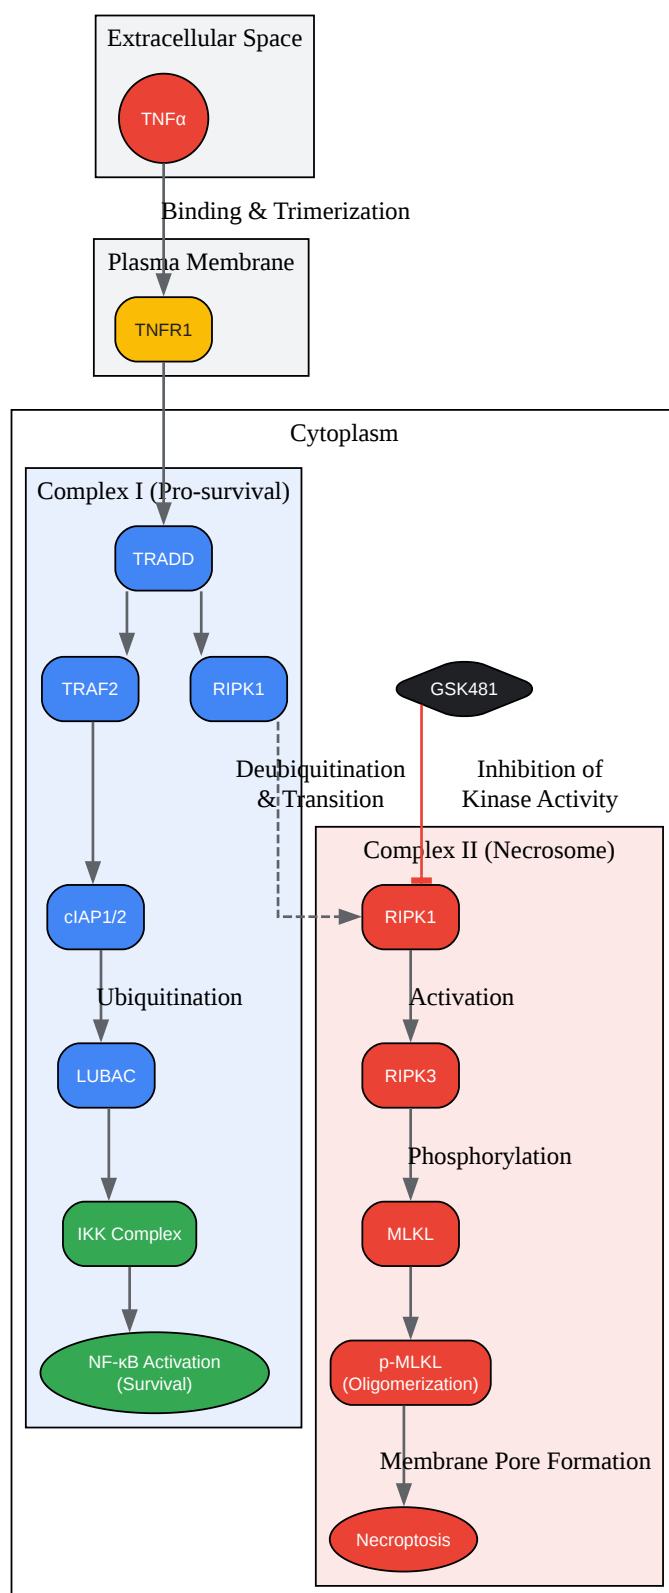 Extracellular Space
TNFα
Binding & Trimerization
Plasma Membrane
TNFR1
Cytoplasm
Complex I (Pro-survival)
TRADD
TRAF2
RIPK1
GSK481
Deubiquitination
& Transition
Inhibition of
Kinase Activity
Complex II (Necrosome)
cIAP1/2
RIPK1
Ubiquitination
Activation
LUBAC
RIPK3
Phosphorylation
IKK Complex
MLKL
NF-κB Activation
(Survival)
p-MLKL
(Oligomerization)
Membrane Pore Formation
Necroptosis